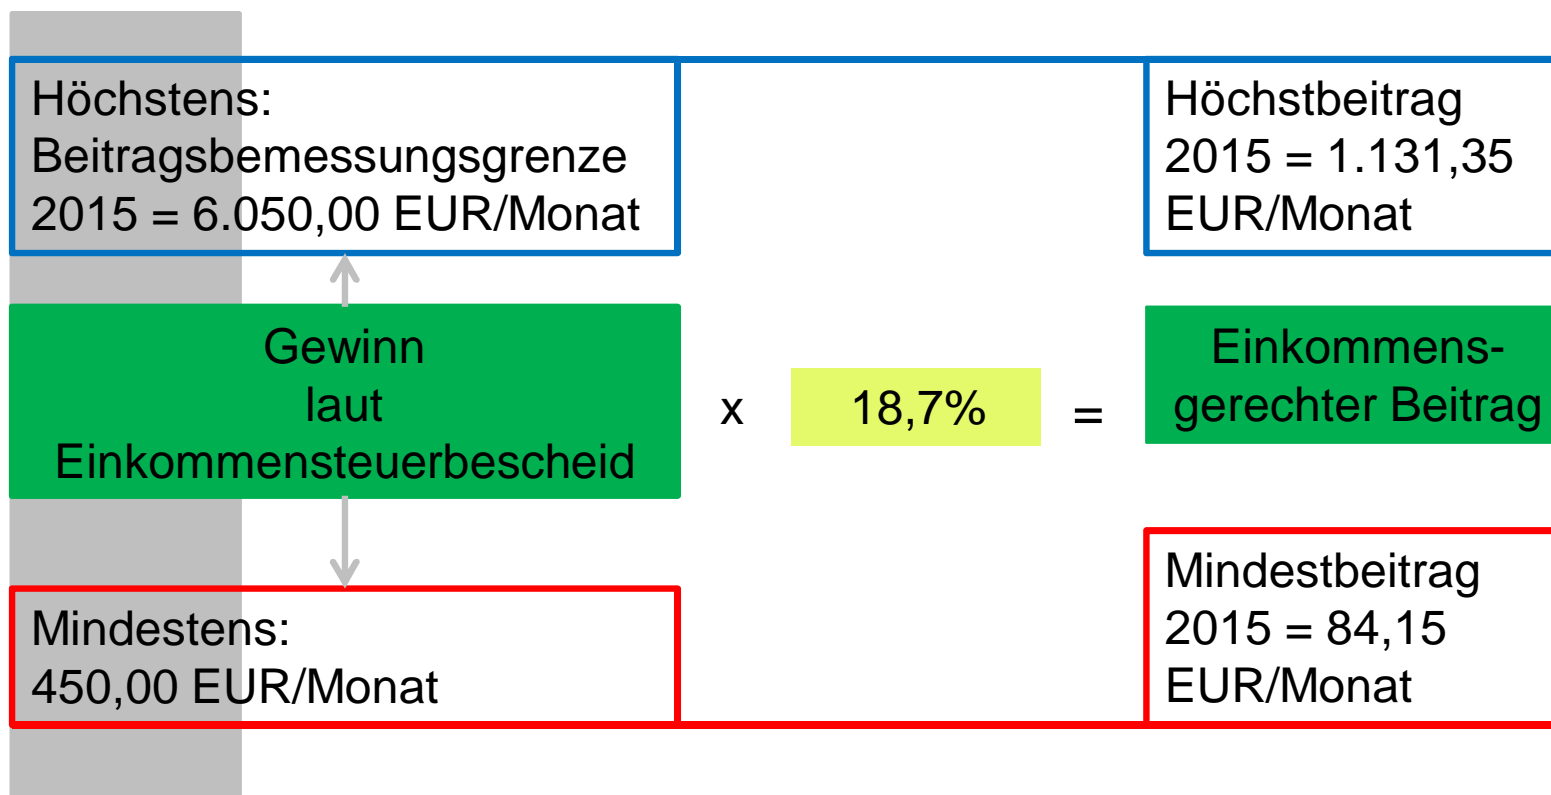 Höchstens:
Beitragsbemessungsgrenze
2015 = 6.050,00 EUR/Monat
Höchstbeitrag
2015 = 1.131,35
EUR/Monat
Gewinn
laut
Einkommensteuerbescheid
x
18,7%
=
Einkommens-
gerechter Beitrag
Mindestens:
450,00 EUR/Monat
Mindestbeitrag
2015 = 84,15
EUR/Monat